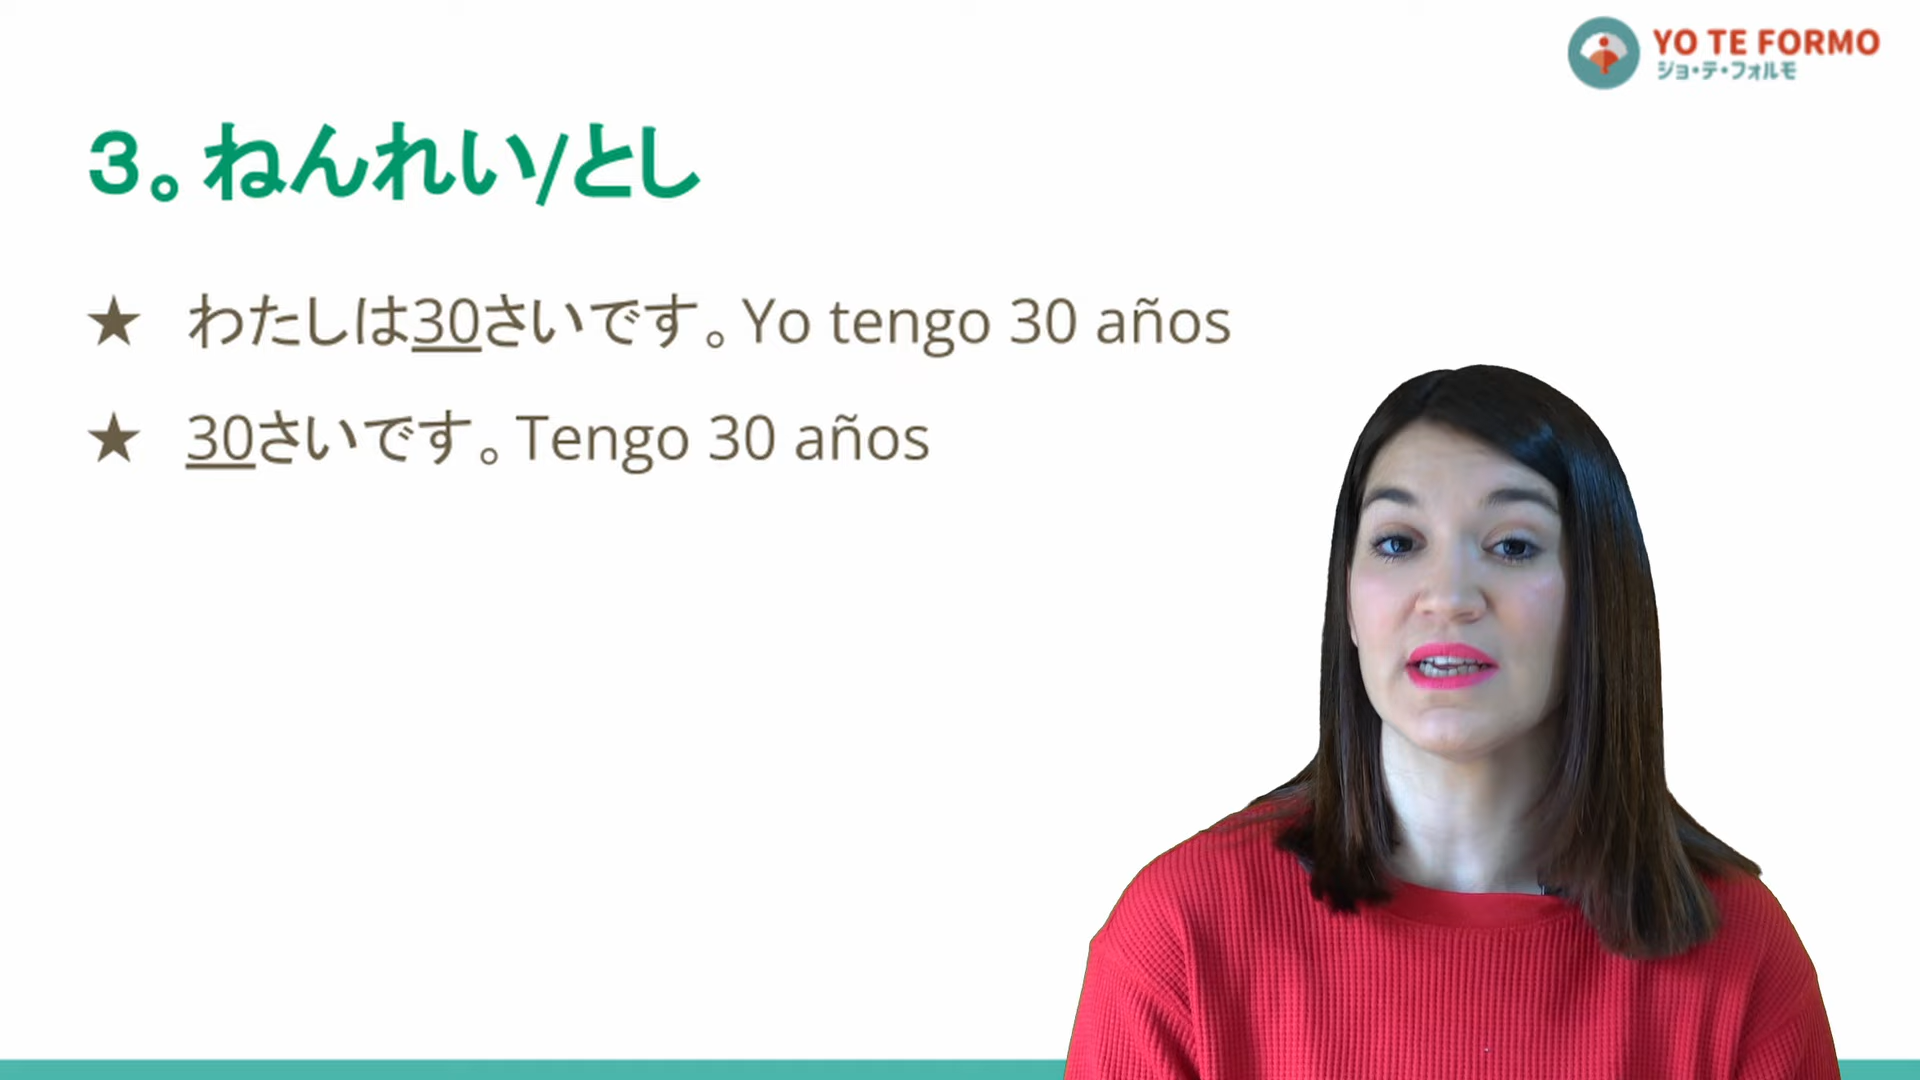 YO TE FORMO
ジョ・テ・フォルモ
3。ねんれい/とし
★ わたしは30さいです。Yo tengo 30 años
★ 30さいです。Tengo 30 años